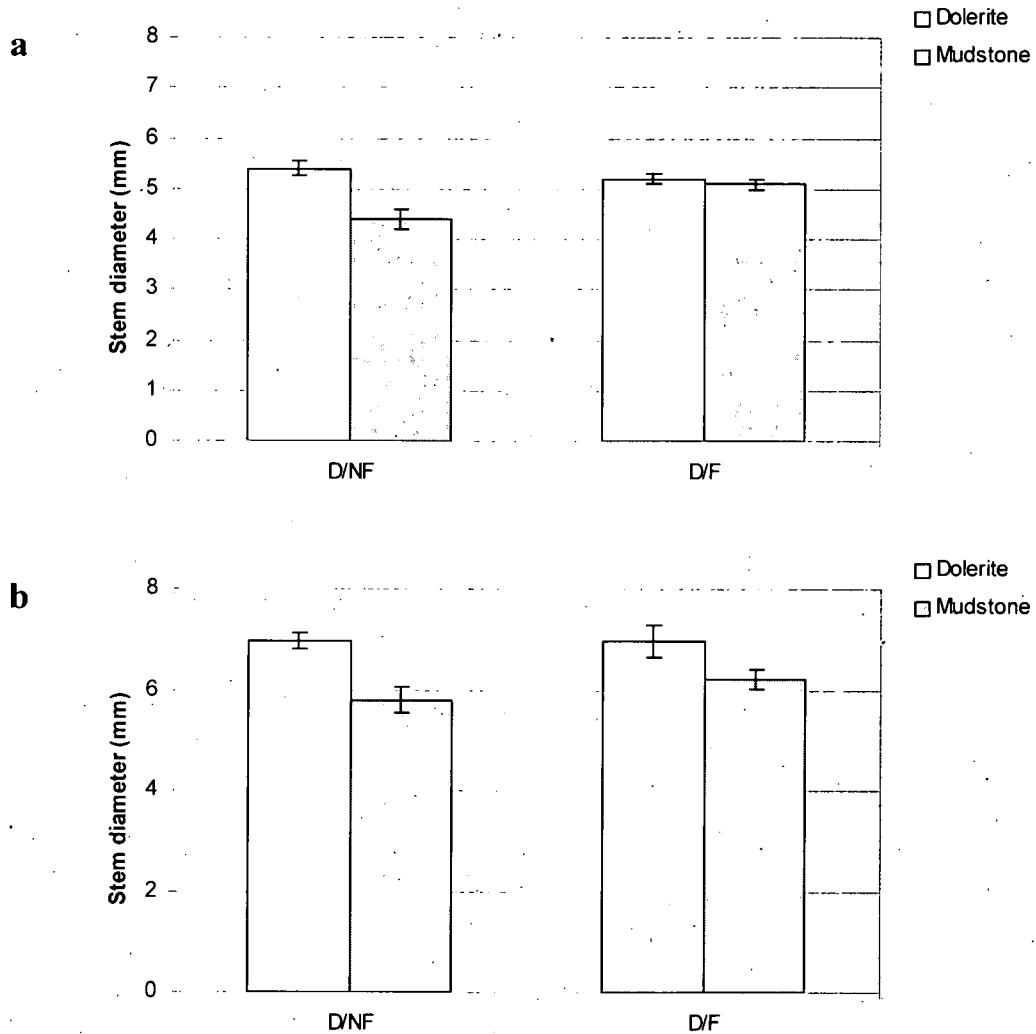 a
Dolerite
Mudstone
Stem diameter (mm)
8
7
6
5
4
3
2
1
0
D/NF D/F
b
Dolerite
Mudstone
Stem diameter (mm)
8
6
4
2
0
D/NF D/F